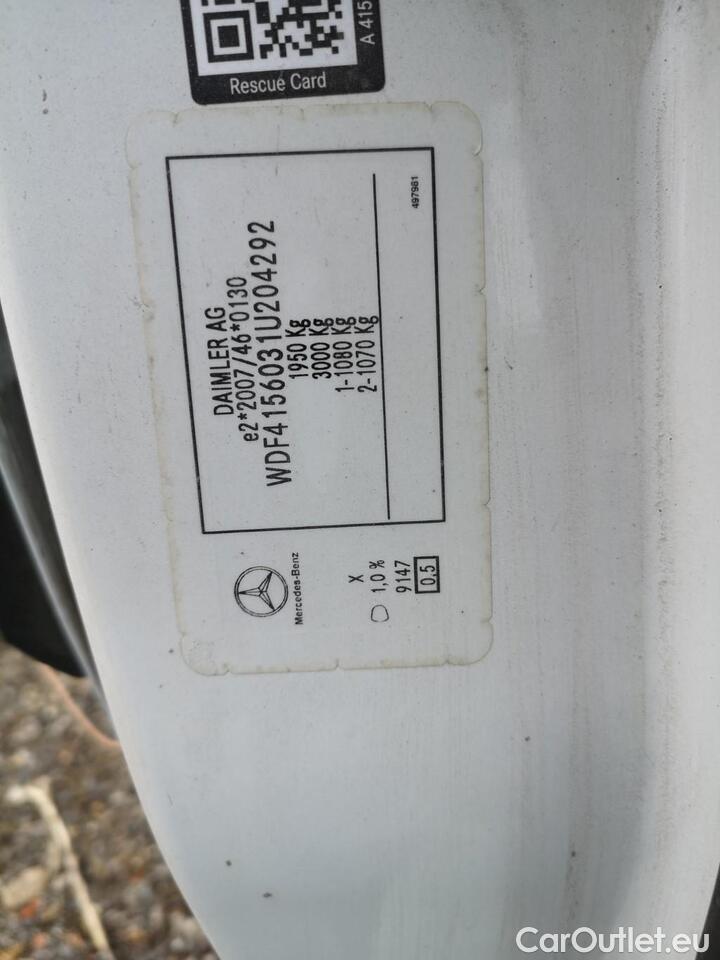 Rescue Card
A 415
DAIMLER AG
e2*2007/46*0130
WDF4156031U204292
1950 Kg
3000 Kg
1-1080 Kg
2-1070 Kg
497981
Mercedes-Benz
X
1,0 %
9147
0,5
CarOutlet.eu